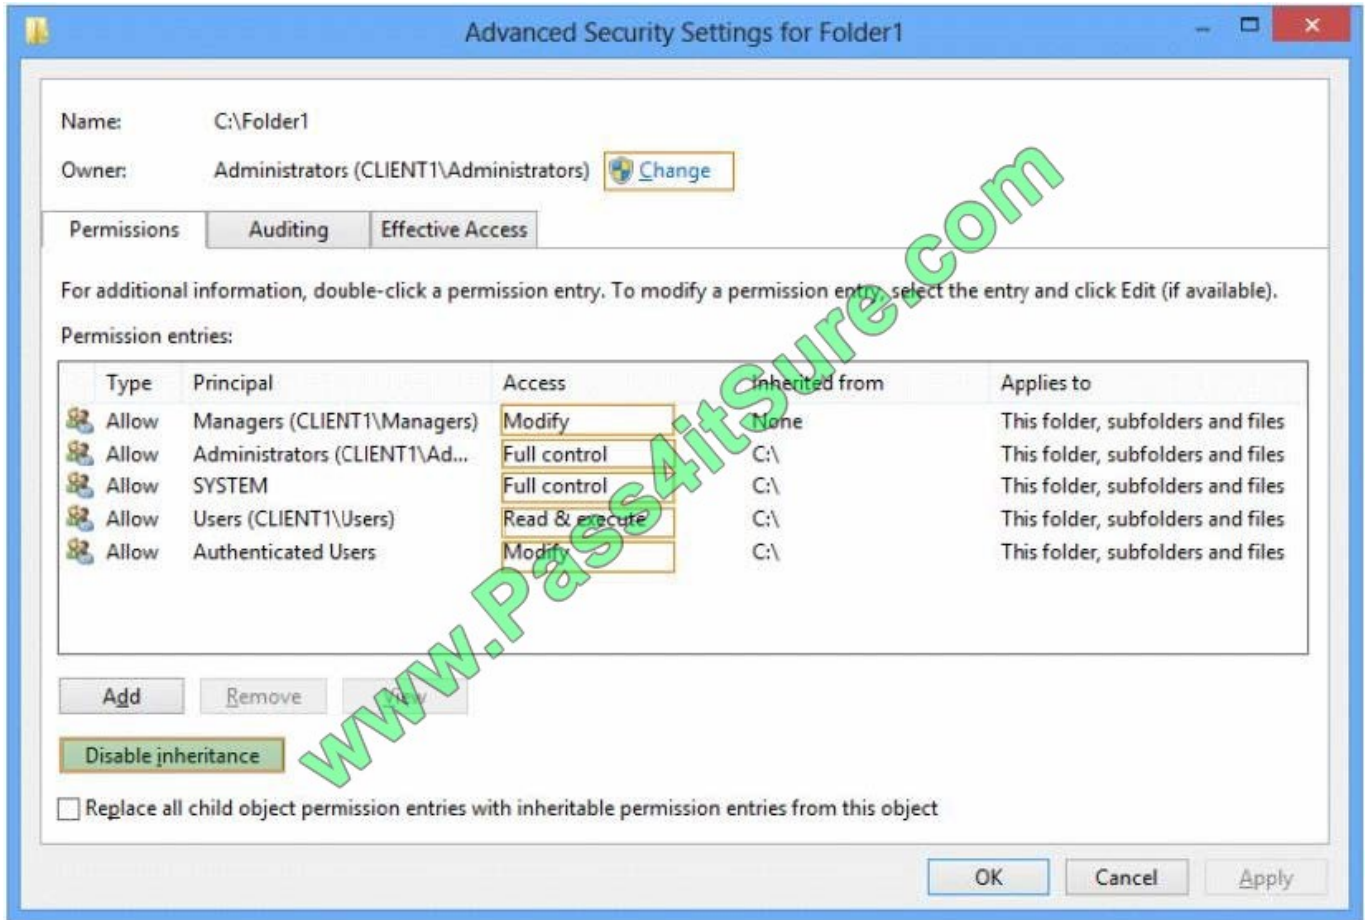 Advanced Security Settings for Folder1
Name: C:\Folder1
Owner: Administrators (CLIENT1\Administrators) Change
Permissions Auditing Effective Access
For additional information, double-click a permission entry. To modify a permission entry, select the entry and click Edit (if available).
Permission entries:
Type Principal Access Inherited from Applies to
Allow Managers (CLIENT1\Managers) Modify None This folder, subfolders and files
Allow Administrators (CLIENT1\Ad... Full control C:\ This folder, subfolders and files
Allow SYSTEM Full control C:\ This folder, subfolders and files
Allow Users (CLIENT1\Users) Read & execute C:\ This folder, subfolders and files
Allow Authenticated Users Modify C:\ This folder, subfolders and files
Add Remove View
Disable inheritance
Replace all child object permission entries with inheritable permission entries from this object
OK Cancel Apply
www.Pass4itSure.com